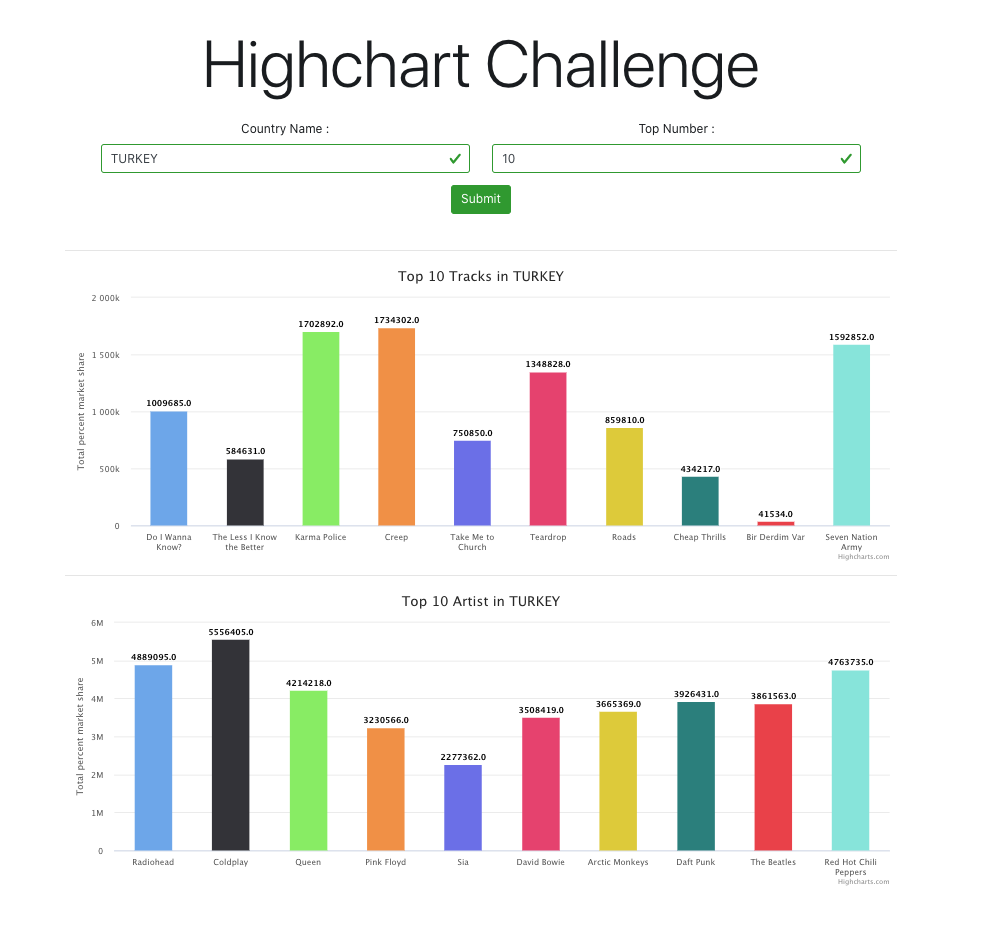 Highchart Challenge
Country Name :
Top Number :
TURKEY
10
Submit
Top 10 Tracks in TURKEY
Total percent market share
2 000k
1 500k
1 000k
500k
0
1009685.0
584631.0
1702892.0
1734302.0
750850.0
1348828.0
859810.0
434217.0
41534.0
1592852.0
Do I Wanna
Know?
The Less I Know
the Better
Karma Police
Creep
Take Me to
Church
Teardrop
Roads
Cheap Thrills
Bir Derdim Var
Seven Nation
Army
Highcharts.com
Top 10 Artist in TURKEY
Total percent market share
6M
5M
4M
3M
2M
1M
0
4889095.0
5556405.0
4214218.0
3230566.0
2277362.0
3508419.0
3665369.0
3926431.0
3861563.0
4763735.0
Radiohead
Coldplay
Queen
Pink Floyd
Sia
David Bowie
Arctic Monkeys
Daft Punk
The Beatles
Red Hot Chili
Peppers
Highcharts.com